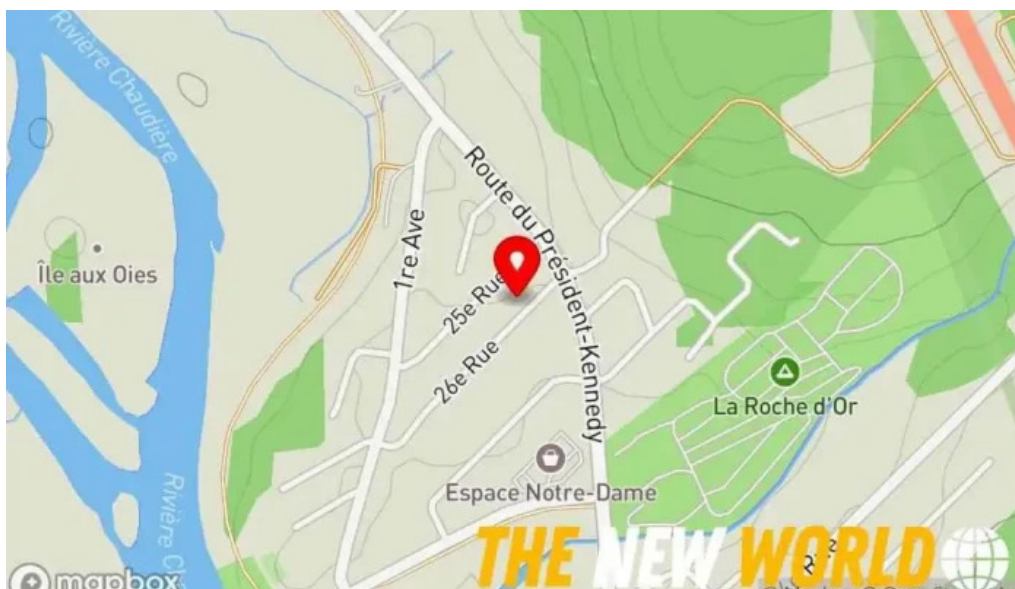 Rivière Chaudière
Route du Président-Kennedy
1re Ave
Île aux Oies
25e Rue
26e Rue
La Roche d'Or
Espace Notre-Dame
THE NEW WORLD
mapbox